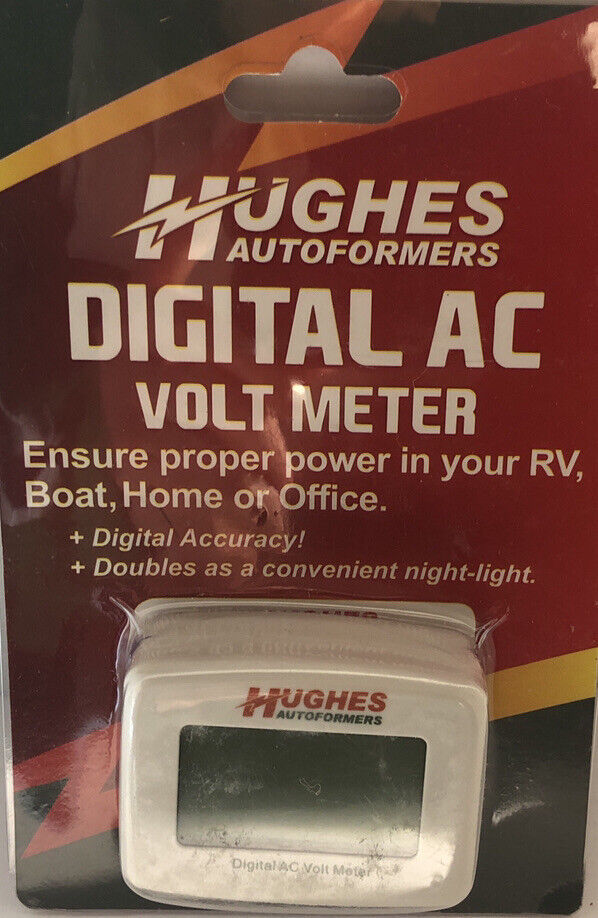 HUGHES
AUTOFORMERS
DIGITAL AC
VOLT METER
Ensure proper power in your RV,
Boat, Home or Office.
+ Digital Accuracy!
+ Doubles as a convenient night-light.
HUGHES
AUTOFORMERS
Digital AC Volt Meter